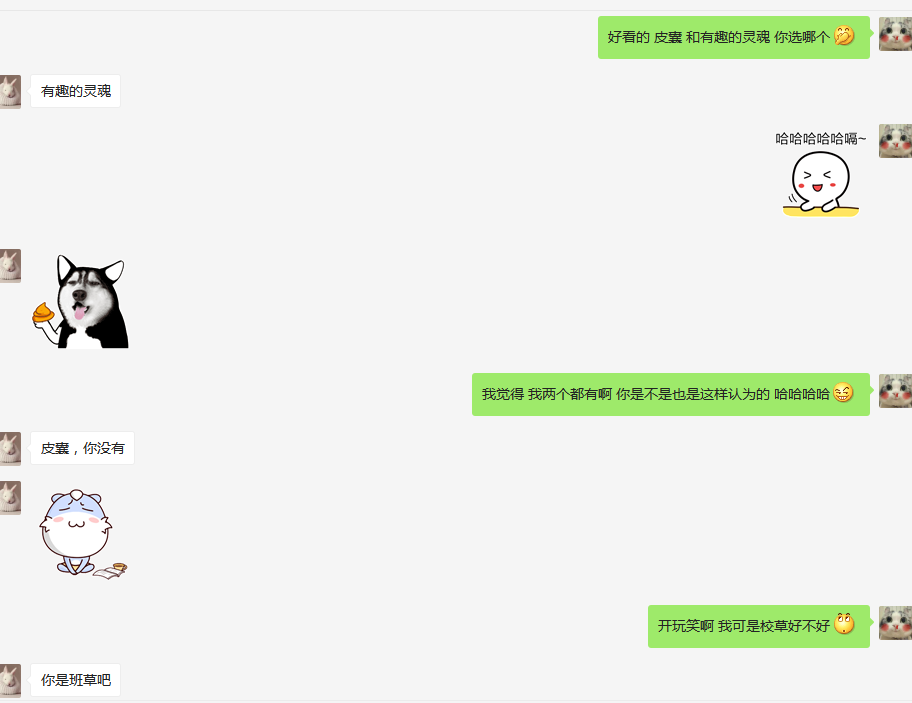 好看的 皮囊 和有趣的灵魂 你选哪个
有趣的灵魂
哈哈哈哈哈嗝~
我觉得 我两个都有啊 你是不是也是这样认为的 哈哈哈哈
皮囊，你没有
开玩笑啊 我可是校草好不好
你是班草吧